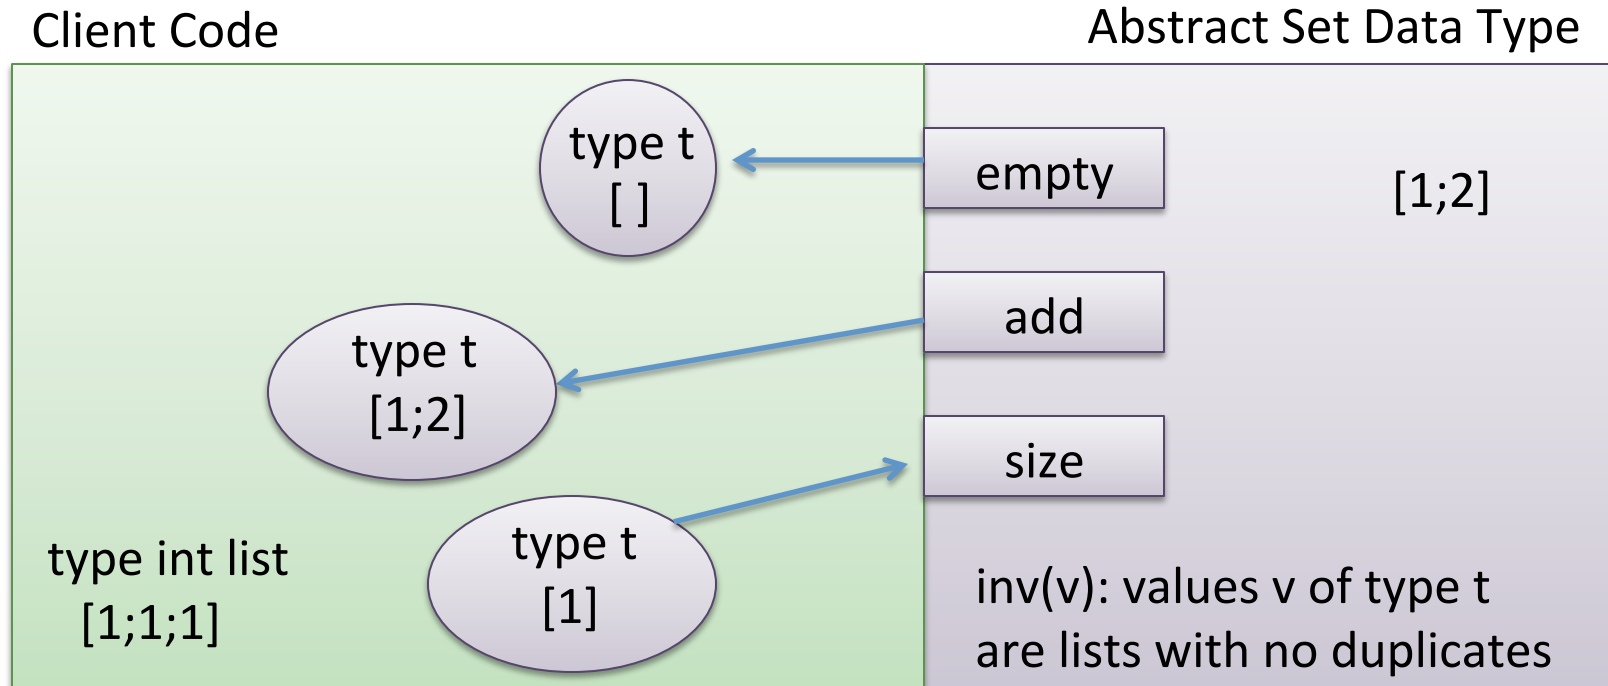 Client Code
Abstract Set Data Type
type t
[ ]
empty
[1;2]
add
type t
[1;2]
size
type t
[1]
type int list
[1;1;1]
inv(v): values v of type t
are lists with no duplicates